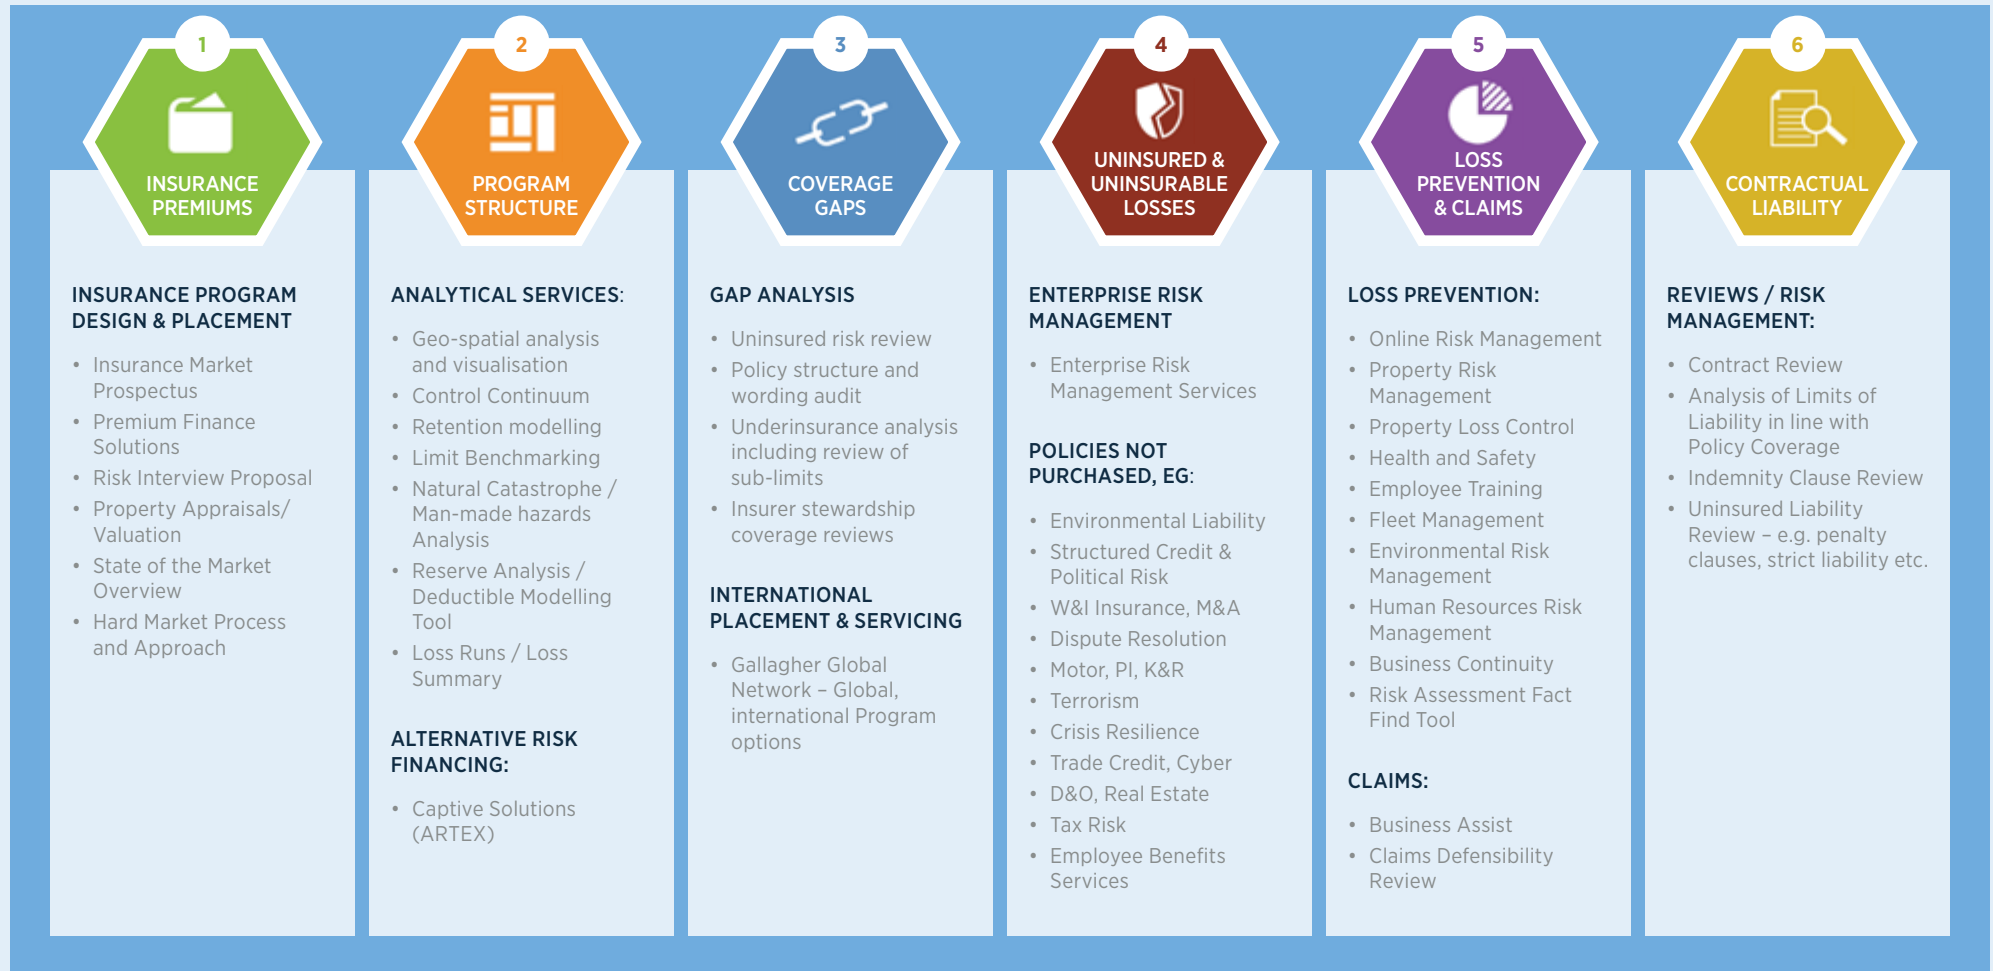 1
INSURANCE
PREMIUMS
INSURANCE PROGRAM
DESIGN & PLACEMENT
• Insurance Market
Prospectus
• Premium Finance
Solutions
• Risk Interview Proposal
• Property Appraisals/
Valuation
• State of the Market
Overview
• Hard Market Process
and Approach
2
PROGRAM
STRUCTURE
ANALYTICAL SERVICES:
• Geo-spatial analysis
and visualisation
• Control Continuum
• Retention modelling
• Limit Benchmarking
• Natural Catastrophe /
Man-made hazards
Analysis
• Reserve Analysis /
Deductible Modelling
Tool
• Loss Runs / Loss
Summary
ALTERNATIVE RISK
FINANCING:
• Captive Solutions
(ARTEX)
3
COVERAGE
GAPS
GAP ANALYSIS
• Uninsured risk review
• Policy structure and
wording audit
• Underinsurance analysis
including review of
sub-limits
• Insurer stewardship
coverage reviews
INTERNATIONAL
PLACEMENT & SERVICING
• Gallagher Global
Network – Global,
international Program
options
4
UNINSURED &
UNINSURABLE
LOSSES
ENTERPRISE RISK
MANAGEMENT
• Enterprise Risk
Management Services
POLICIES NOT
PURCHASED, EG:
• Environmental Liability
• Structured Credit &
Political Risk
• W&I Insurance, M&A
• Dispute Resolution
• Motor, PI, K&R
• Terrorism
• Crisis Resilience
• Trade Credit, Cyber
• D&O, Real Estate
• Tax Risk
• Employee Benefits
Services
5
LOSS
PREVENTION
& CLAIMS
LOSS PREVENTION:
• Online Risk Management
• Property Risk
Management
• Property Loss Control
• Health and Safety
• Employee Training
• Fleet Management
• Environmental Risk
Management
• Human Resources Risk
Management
• Business Continuity
• Risk Assessment Fact
Find Tool
CLAIMS:
• Business Assist
• Claims Defensibility
Review
6
CONTRACTUAL
LIABILITY
REVIEWS / RISK
MANAGEMENT:
• Contract Review
• Analysis of Limits of
Liability in line with
Policy Coverage
• Indemnity Clause Review
• Uninsured Liability
Review – e.g. penalty
clauses, strict liability etc.